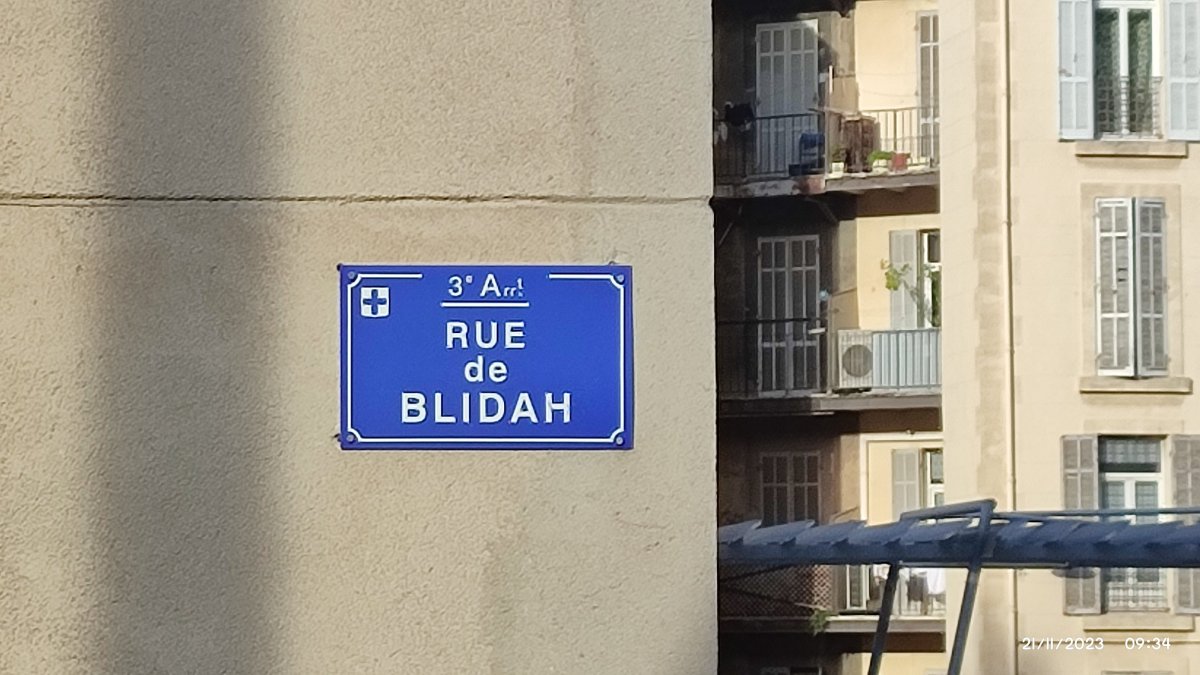 3e Arrt
RUE
de
BLIDAH
21/11/2023 09:34